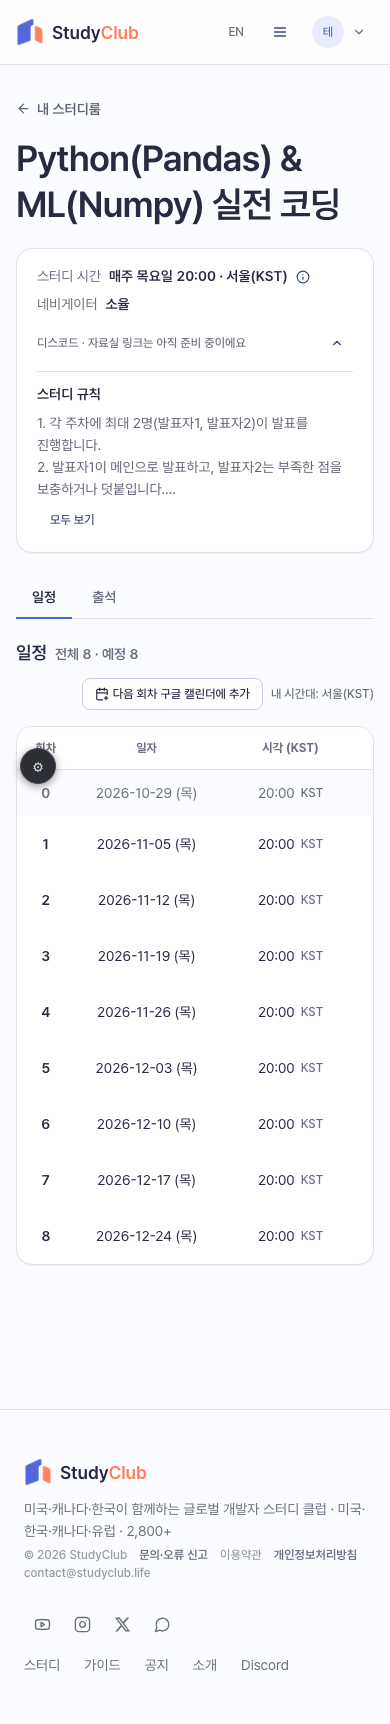 StudyClub
EN
테
내 스터디룸
Python(Pandas) &
ML(Numpy) 실전 코딩
스터디 시간 매주 목요일 20:00 · 서울(KST)
네비게이터 소율
디스코드 · 자료실 링크는 아직 준비 중이에요
스터디 규칙
1. 각 주차에 최대 2명(발표자1, 발표자2)이 발표를
진행합니다.
2. 발표자1이 메인으로 발표하고, 발표자2는 부족한 점을
보충하거나 덧붙입니다....
모두 보기
일정 출석
일정 전체 8 · 예정 8
다음 회차 구글 캘린더에 추가 내 시간대: 서울(KST)
회차 일자 시각 (KST)
0 2026-10-29 (목) 20:00 KST
1 2026-11-05 (목) 20:00 KST
2 2026-11-12 (목) 20:00 KST
3 2026-11-19 (목) 20:00 KST
4 2026-11-26 (목) 20:00 KST
5 2026-12-03 (목) 20:00 KST
6 2026-12-10 (목) 20:00 KST
7 2026-12-17 (목) 20:00 KST
8 2026-12-24 (목) 20:00 KST
StudyClub
미국·캐나다·한국이 함께하는 글로벌 개발자 스터디 클럽 · 미국·
한국·캐나다·유럽 · 2,800+
© 2026 StudyClub 문의·오류 신고 이용약관 개인정보처리방침
contact@studyclub.life
스터디 가이드 공지 소개 Discord